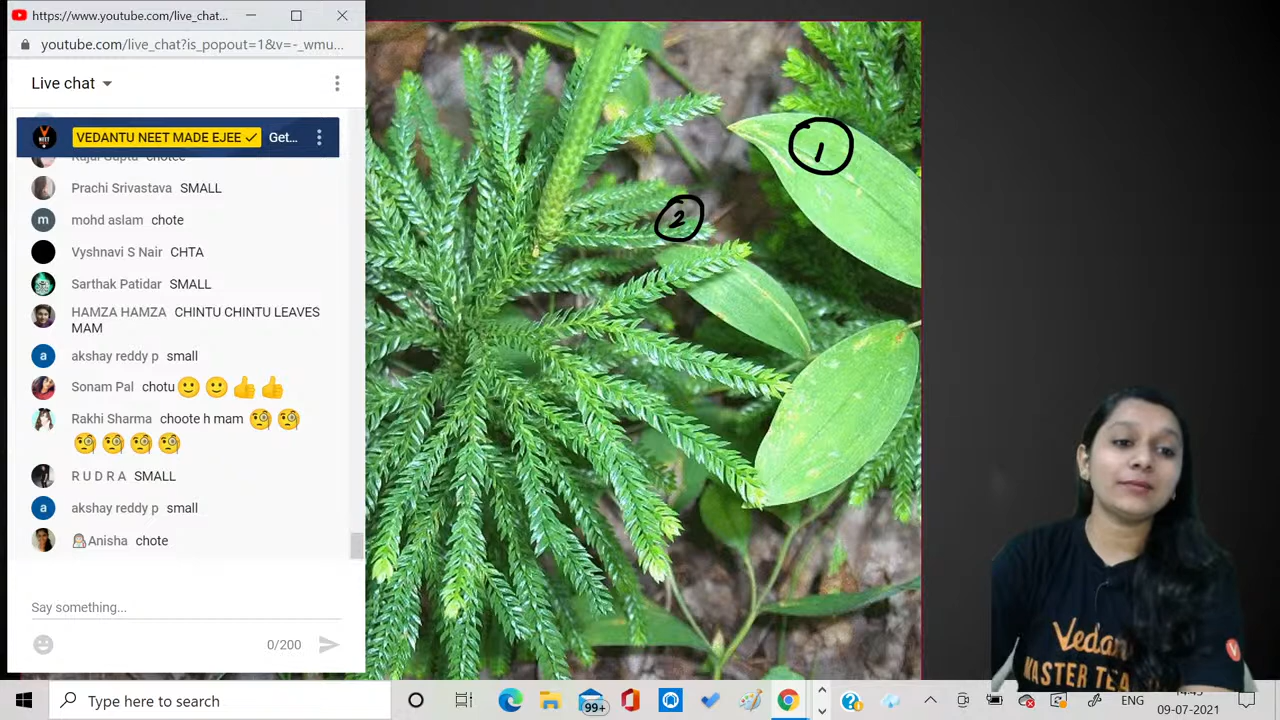 https://www.youtube.com/live_chat...
youtube.com/live_chat?is_popout=1&v=-_wmu...
Live chat
VEDANTU NEET MADE EJEE ✓ Get...
Prachi Srivastava SMALL
mohd aslam chote
Vyshnavi S Nair CHTA
Sarthak Patidar SMALL
HAMZA HAMZA CHINTU CHINTU LEAVES
MAM
akshay reddy p small
Sonam Pal chotu🙂🙂👍👍
Rakhi Sharma choote h mam 🧐🧐
🧐🧐🧐🧐
R U D R A SMALL
akshay reddy p small
Anisha chote
Say something...
0/200
1
2
MASTER TEA
Type here to search
99+
ENG
09-07-2021